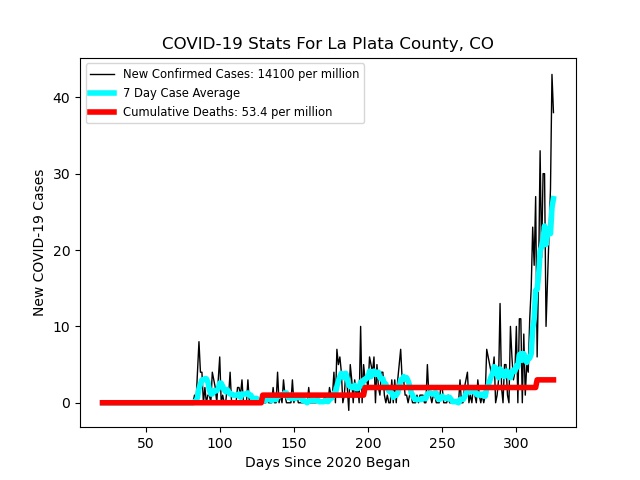 COVID-19 Stats For La Plata County, CO
New Confirmed Cases: 14100 per million
7 Day Case Average
Cumulative Deaths: 53.4 per million
40
30
20
10
0
New COVID-19 Cases
50 100 150 200 250 300
Days Since 2020 Began